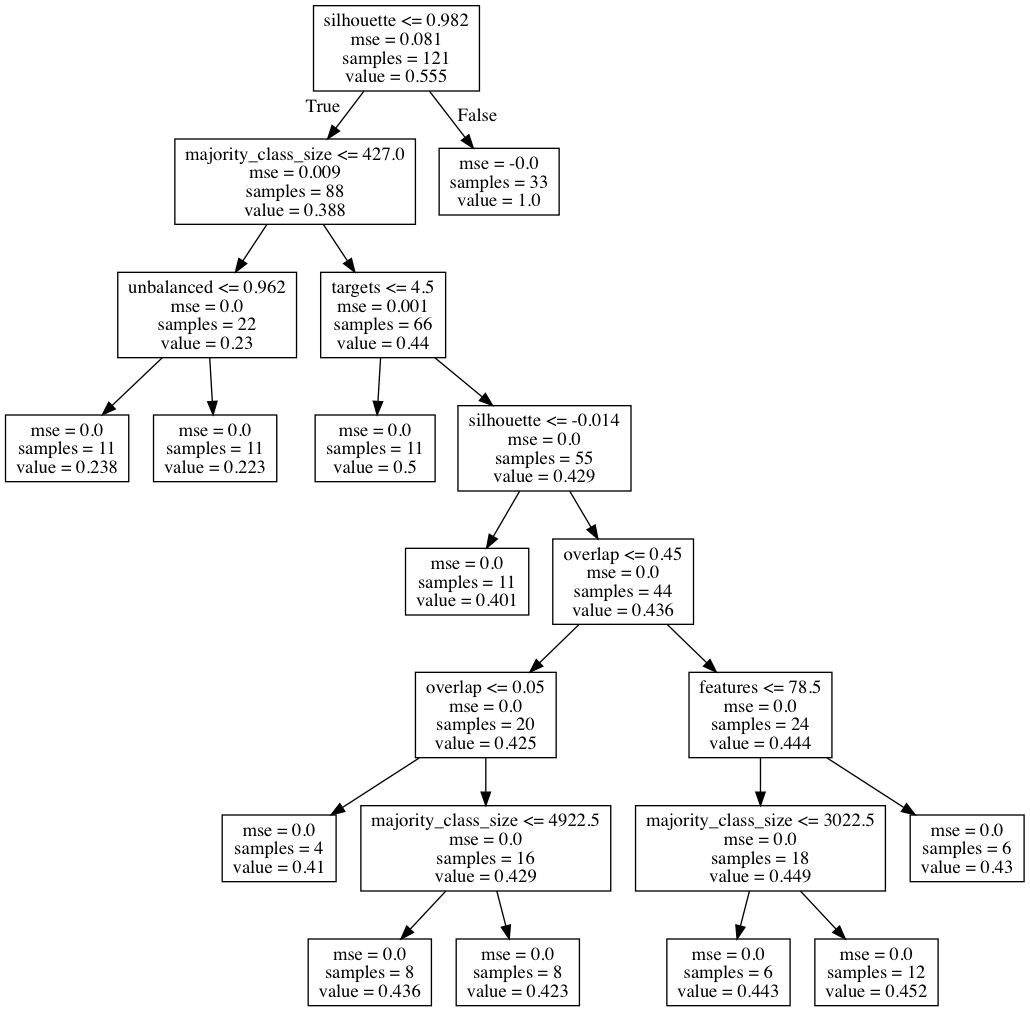 silhouette <= 0.982
mse = 0.081
samples = 121
value = 0.555
True
False
majority_class_size <= 427.0
mse = 0.009
samples = 88
value = 0.388
mse = -0.0
samples = 33
value = 1.0
unbalanced <= 0.962
mse = 0.0
samples = 22
value = 0.23
targets <= 4.5
mse = 0.001
samples = 66
value = 0.44
mse = 0.0
samples = 11
value = 0.238
mse = 0.0
samples = 11
value = 0.223
mse = 0.0
samples = 11
value = 0.5
silhouette <= -0.014
mse = 0.0
samples = 55
value = 0.429
mse = 0.0
samples = 11
value = 0.401
overlap <= 0.45
mse = 0.0
samples = 44
value = 0.436
overlap <= 0.05
mse = 0.0
samples = 20
value = 0.425
features <= 78.5
mse = 0.0
samples = 24
value = 0.444
mse = 0.0
samples = 4
value = 0.41
majority_class_size <= 4922.5
mse = 0.0
samples = 16
value = 0.429
majority_class_size <= 3022.5
mse = 0.0
samples = 18
value = 0.449
mse = 0.0
samples = 6
value = 0.43
mse = 0.0
samples = 8
value = 0.436
mse = 0.0
samples = 8
value = 0.423
mse = 0.0
samples = 6
value = 0.443
mse = 0.0
samples = 12
value = 0.452